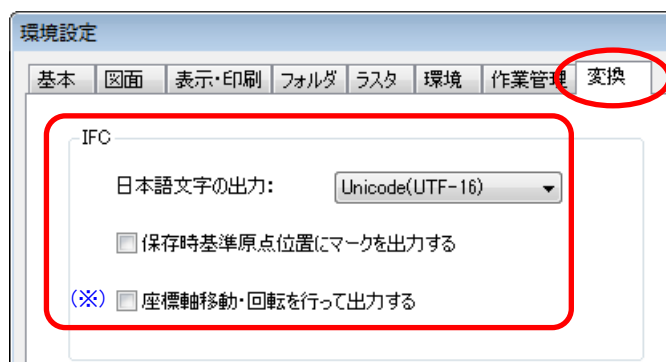 環境設定
基本 図面 表示・印刷 フォルダ ラスタ 環境 作業管理 変換
IFC
日本語文字の出力: Unicode(UTF-16)
保存時基準原点位置にマークを出力する
(※) 座標軸移動・回転を行って出力する